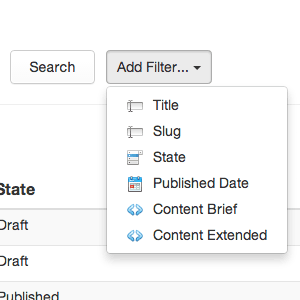 Search
Add Filter...
Title
Slug
State
Published Date
Content Brief
Content Extended
State
Draft
Draft
Published